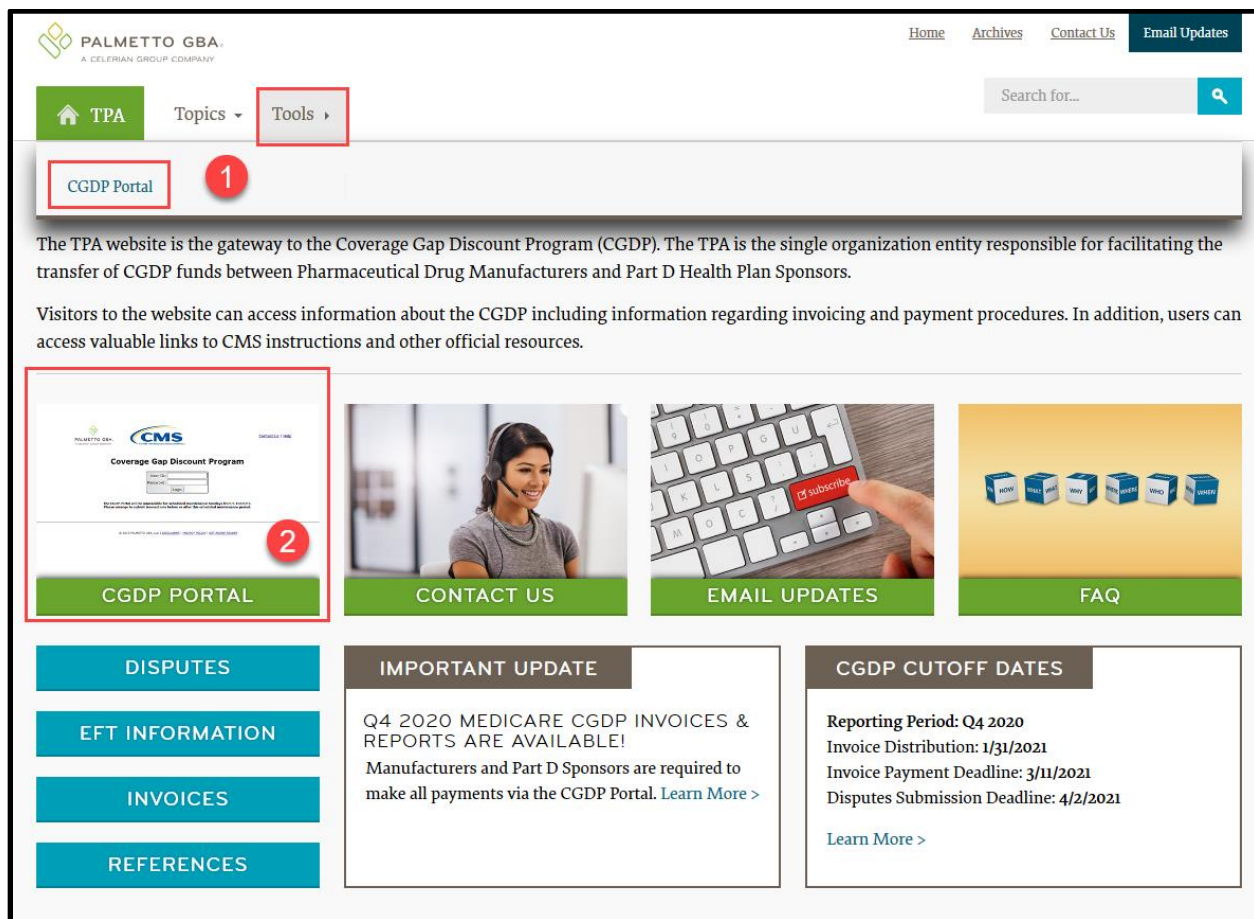 PALMETTO GBA.
A CELERIAN GROUP COMPANY
Home Archives Contact Us Email Updates
TPA Topics Tools
Search for...
CGDP Portal
1
The TPA website is the gateway to the Coverage Gap Discount Program (CGDP). The TPA is the single organization entity responsible for facilitating the
transfer of CGDP funds between Pharmaceutical Drug Manufacturers and Part D Health Plan Sponsors.
Visitors to the website can access information about the CGDP including information regarding invoicing and payment procedures. In addition, users can
access valuable links to CMS instructions and other official resources.
PALMETTO GBA.
CMS
Contact Us | Help
Coverage Gap Discount Program
Login
2
CGDP PORTAL
CONTACT US
subscribe
EMAIL UPDATES
HOW WHAT WHY WHERE WHO WHEN
FAQ
DISPUTES
EFT INFORMATION
INVOICES
REFERENCES
IMPORTANT UPDATE
Q4 2020 MEDICARE CGDP INVOICES &
REPORTS ARE AVAILABLE!
Manufacturers and Part D Sponsors are required to
make all payments via the CGDP Portal. Learn More >
CGDP CUTOFF DATES
Reporting Period: Q4 2020
Invoice Distribution: 1/31/2021
Invoice Payment Deadline: 3/11/2021
Disputes Submission Deadline: 4/2/2021
Learn More >